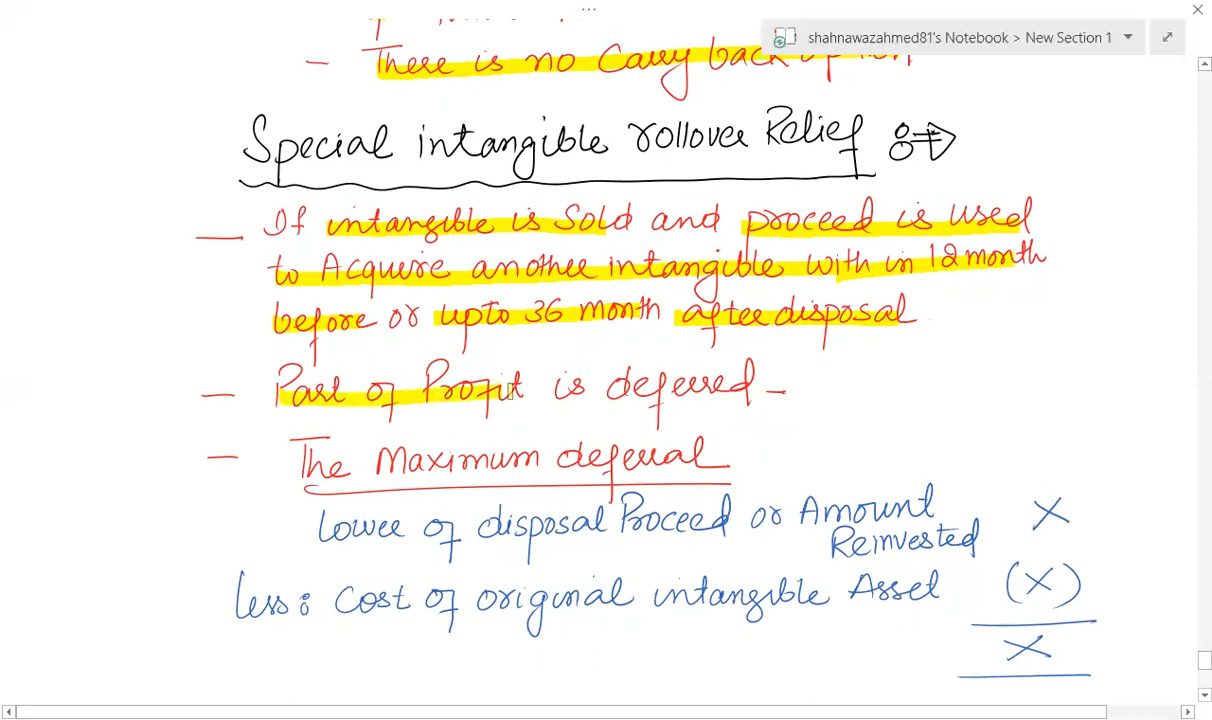 shahnawazahmed81's Notebook > New Section 1
- There is no Carry back
Special intangible rollover Relief
- If intangible is Sold and proceed is used
to Acquire another intangible with in 12 month
before or upto 36 month after disposal
- Part of Profit is deferred -
- The Maximum deferral
Lower of disposal Proceed or Amount X
Reinvested
less: Cost of original intangible Asset (X)
X